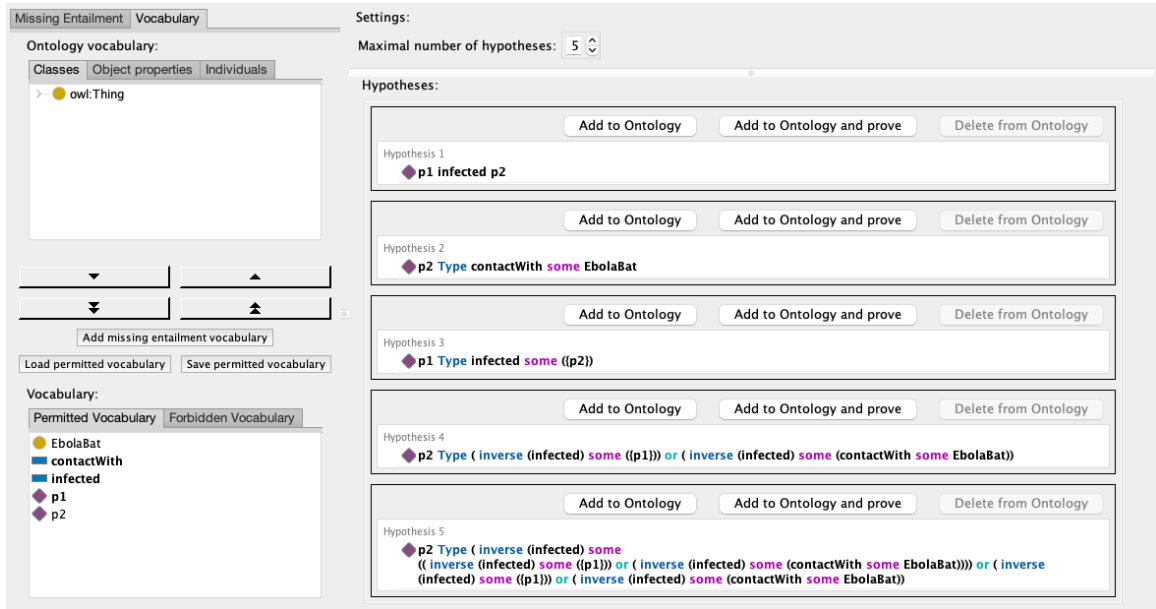 Missing Entailment Vocabulary
Ontology vocabulary:
Classes Object properties Individuals
owl:Thing
Add missing entailment vocabulary
Load permitted vocabulary Save permitted vocabulary
Vocabulary:
Permitted Vocabulary Forbidden Vocabulary
EbolaBat
contactWith
infected
p1
p2
Settings:
Maximal number of hypotheses: 5
Hypotheses:
Add to Ontology Add to Ontology and prove Delete from Ontology
Hypothesis 1
p1 infected p2
Add to Ontology Add to Ontology and prove Delete from Ontology
Hypothesis 2
p2 Type contactWith some EbolaBat
Add to Ontology Add to Ontology and prove Delete from Ontology
Hypothesis 3
p1 Type infected some ({p2})
Add to Ontology Add to Ontology and prove Delete from Ontology
Hypothesis 4
p2 Type ( inverse (infected) some ({p1})) or ( inverse (infected) some (contactWith some EbolaBat))
Add to Ontology Add to Ontology and prove Delete from Ontology
Hypothesis 5
p2 Type ( inverse (infected) some
(( inverse (infected) some ({p1})) or ( inverse (infected) some (contactWith some EbolaBat)))) or ( inverse
(infected) some ({p1})) or ( inverse (infected) some (contactWith some EbolaBat))